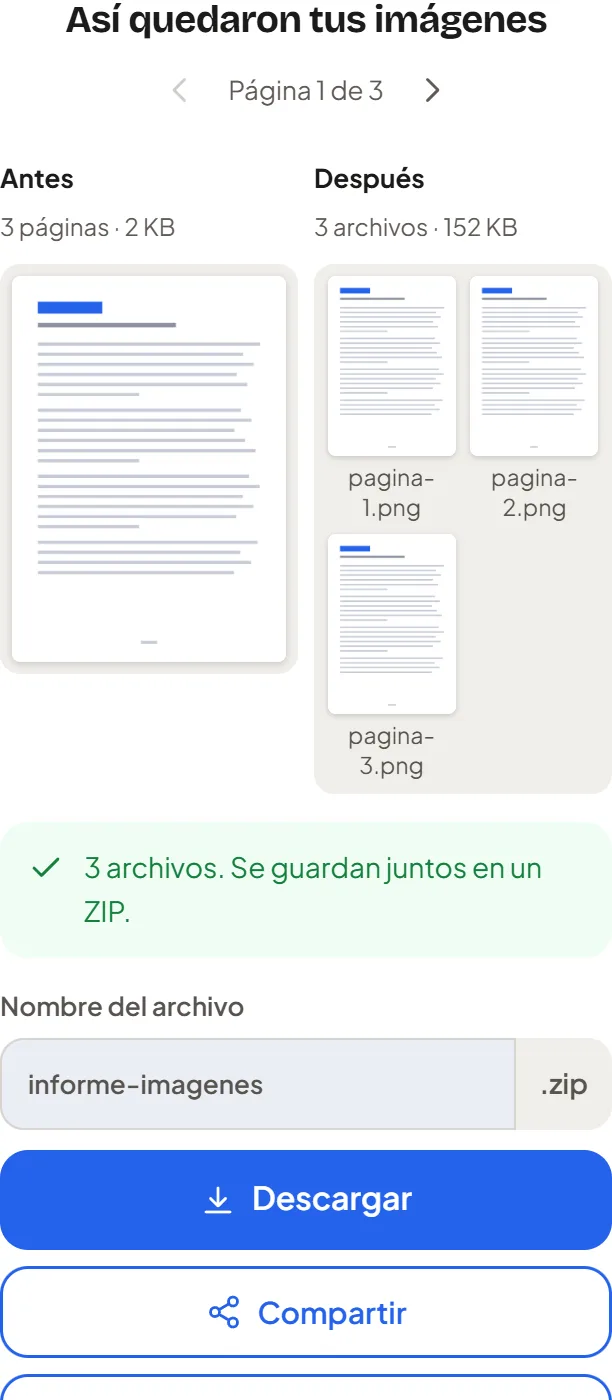 Así quedaron tus imágenes
Página 1 de 3
Antes
3 páginas · 2 KB
Después
3 archivos · 152 KB
pagina-
1.png
pagina-
2.png
pagina-
3.png
3 archivos. Se guardan juntos en un
ZIP.
Nombre del archivo
informe-imagenes
.zip
Descargar
Compartir